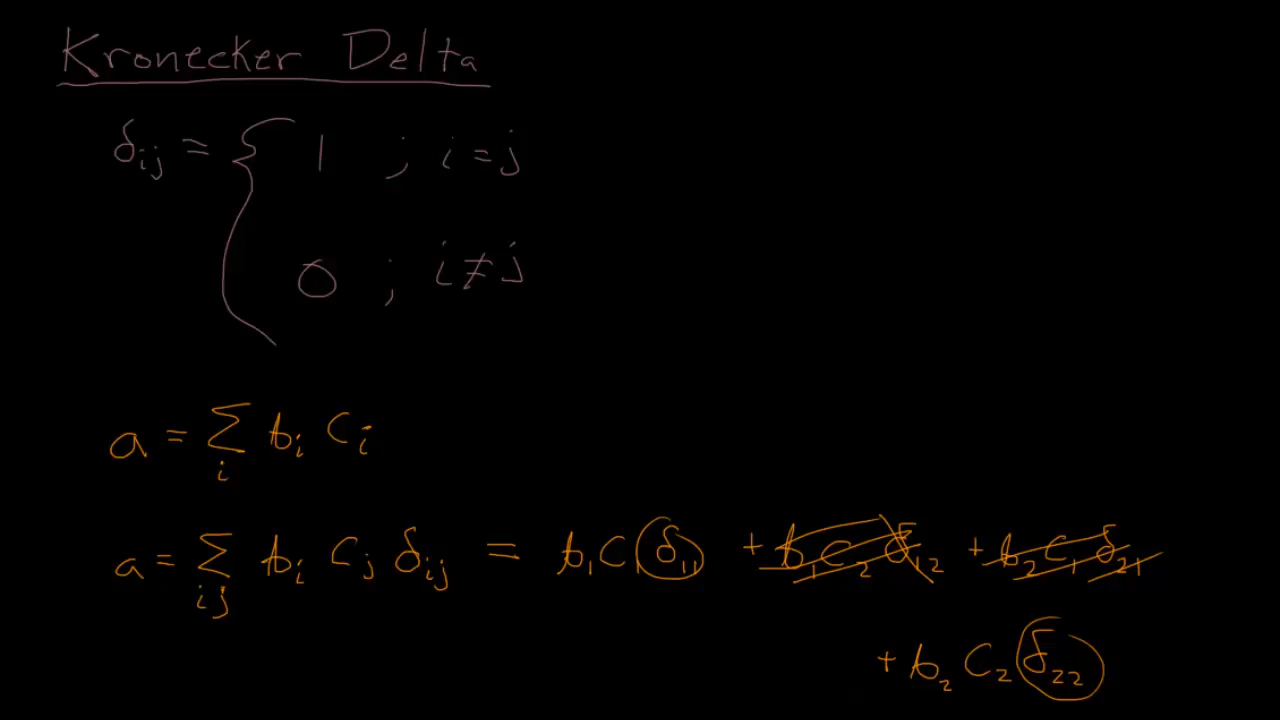 Kronecker Delta
δij = { 1 ; i = j
0 ; i ≠ j
a = Σi bi ci
a = Σij bi cj δij = b1 c1 δ11 + b1 c2 δ12 + b2 c1 δ21
+ b2 c2 δ22